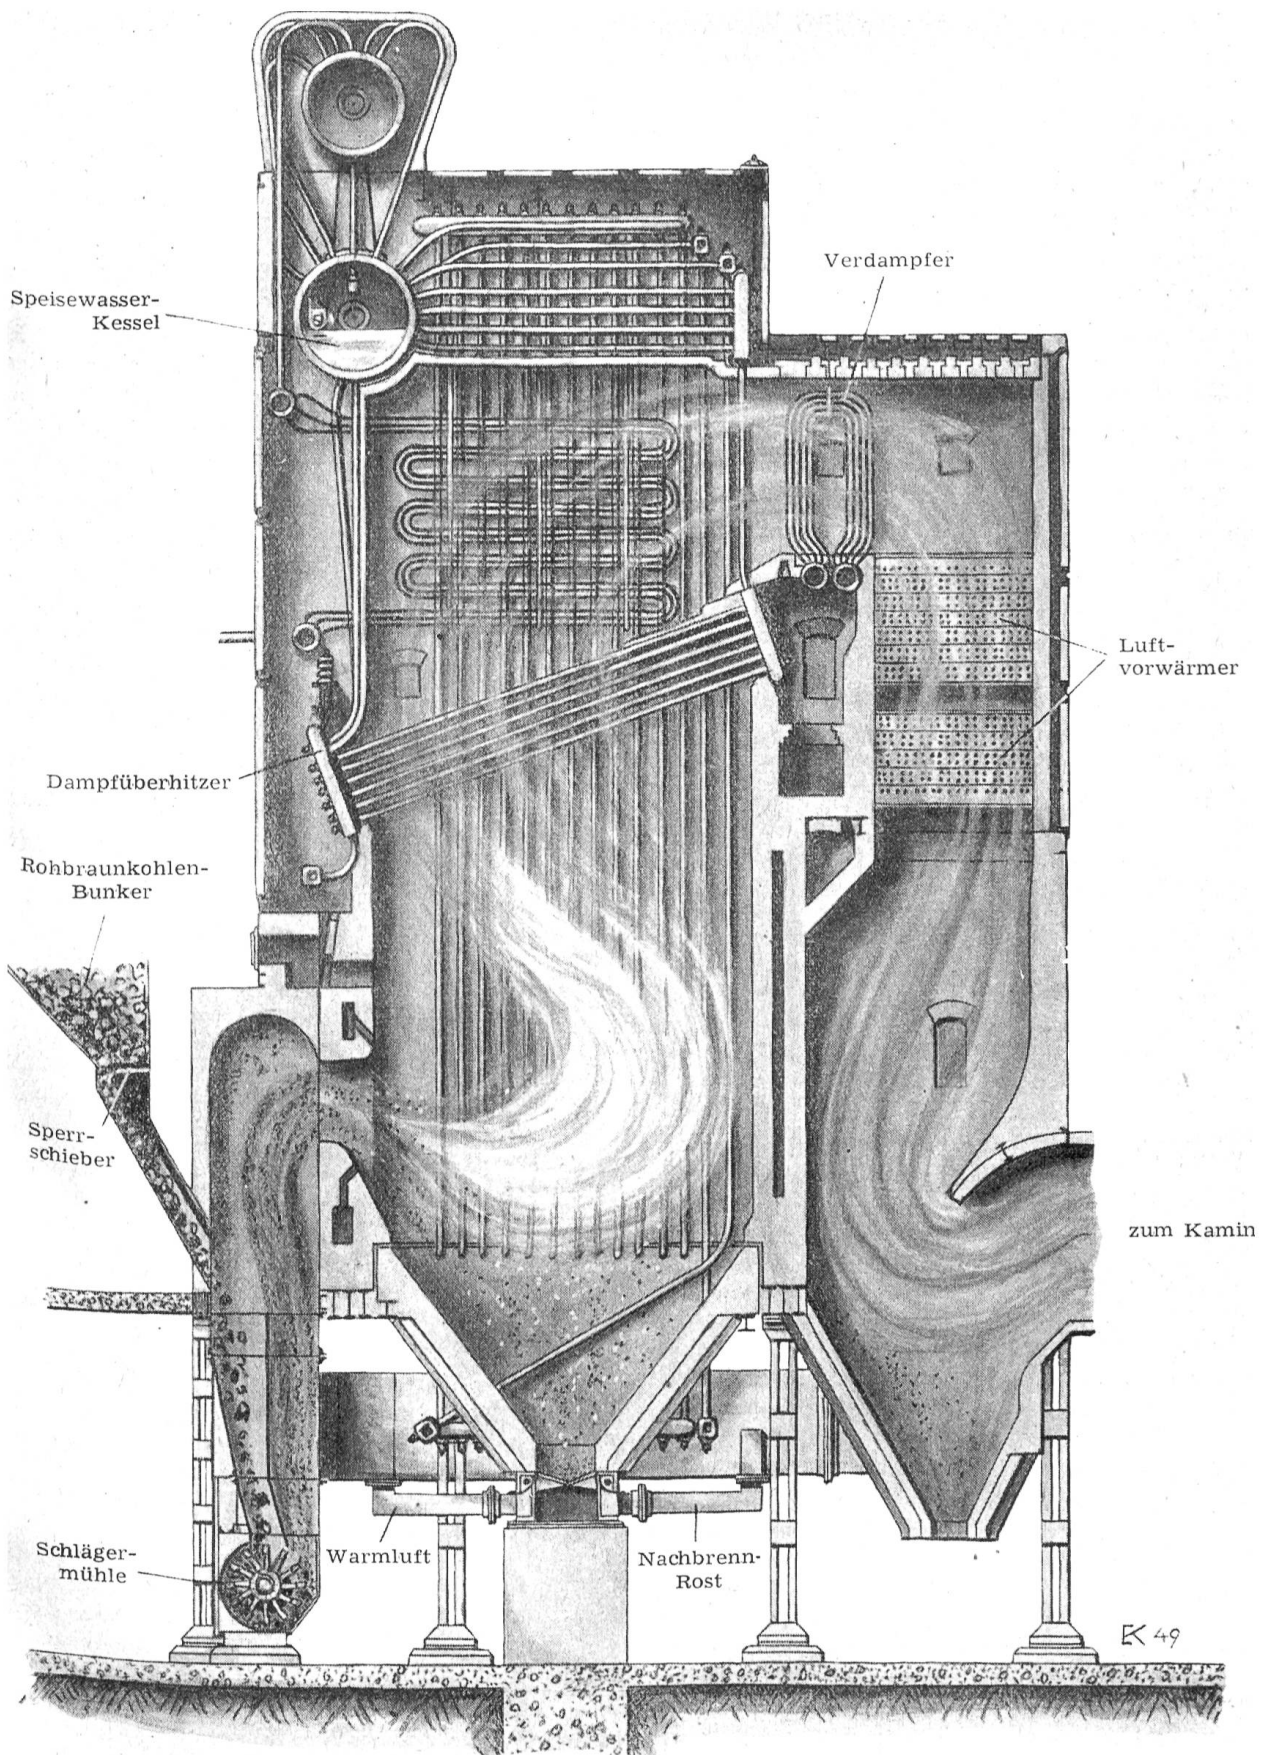 Verdampfer
Speisewasser-
Kessel
Luft-
vorwärmer
Dampfüberhitzer
Rohbraunkohlen-
Bunker
Sperr-
schieber
zum Kamin
Schläger-
mühle
Warmluft
Nachbrenn-
Rost
EK 49